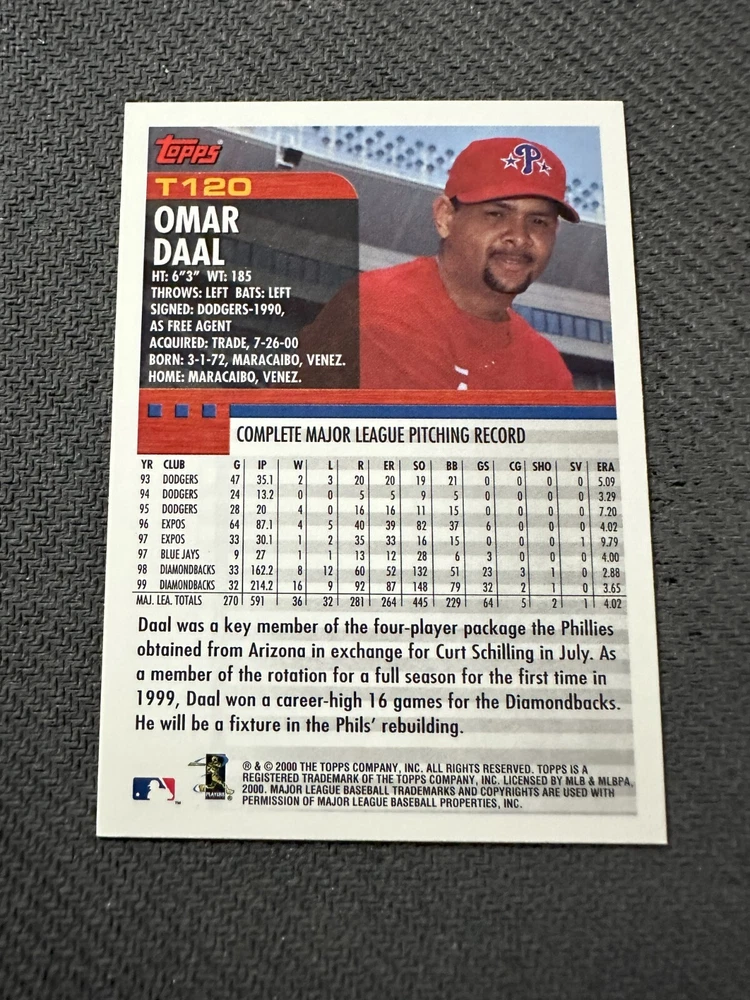 Topps
T120
OMAR
DAAL
HT: 6"3" WT: 185
THROWS: LEFT BATS: LEFT
SIGNED: DODGERS-1990,
AS FREE AGENT
ACQUIRED: TRADE, 7-26-00
BORN: 3-1-72, MARACAIBO, VENEZ.
HOME: MARACAIBO, VENEZ.
P
COMPLETE MAJOR LEAGUE PITCHING RECORD
YR CLUB G IP W L R ER SO BB GS CG SHO SV ERA
93 DODGERS 47 35.1 2 3 20 20 19 21 0 0 0 0 5.09
94 DODGERS 24 13.2 0 0 5 5 9 5 0 0 0 0 3.29
95 DODGERS 28 20 4 0 16 16 11 15 0 0 0 0 7.20
96 EXPOS 64 87.1 4 5 40 39 82 37 6 0 0 0 4.02
97 EXPOS 33 30.1 1 2 35 33 16 15 0 0 0 1 9.79
97 BLUE JAYS 9 27 1 1 13 12 28 6 3 0 0 0 4.00
98 DIAMONDBACKS 33 162.2 8 12 60 52 132 51 23 3 1 0 2.88
99 DIAMONDBACKS 32 214.2 16 9 92 87 148 79 32 2 1 0 3.65
MAJ. LEA. TOTALS 270 591 36 32 281 264 445 229 64 5 2 1 4.02
Daal was a key member of the four-player package the Phillies
obtained from Arizona in exchange for Curt Schilling in July. As
a member of the rotation for a full season for the first time in
1999, Daal won a career-high 16 games for the Diamondbacks.
He will be a fixture in the Phils' rebuilding.
® & © 2000 THE TOPPS COMPANY, INC. ALL RIGHTS RESERVED. TOPPS IS A
REGISTERED TRADEMARK OF THE TOPPS COMPANY, INC. LICENSED BY MLB & MLBPA,
2000. MAJOR LEAGUE BASEBALL TRADEMARKS AND COPYRIGHTS ARE USED WITH
PERMISSION OF MAJOR LEAGUE BASEBALL PROPERTIES, INC.